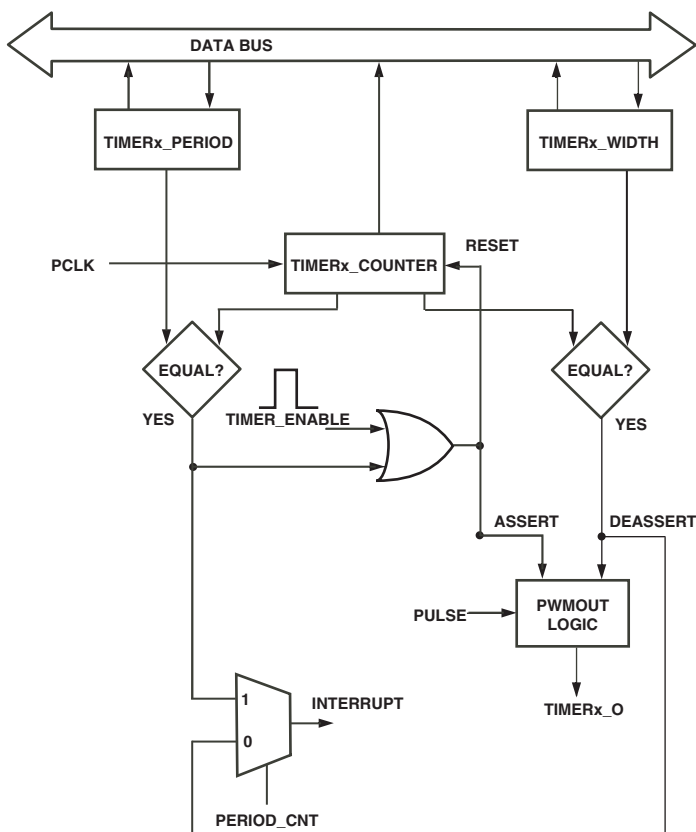 DATA BUS
TIMERx_PERIOD
TIMERx_WIDTH
RESET
PCLK
TIMERx_COUNTER
EQUAL?
EQUAL?
YES
TIMER_ENABLE
YES
ASSERT
DEASSERT
PULSE
PWMOUT
LOGIC
1
INTERRUPT
TIMERx_O
0
PERIOD_CNT